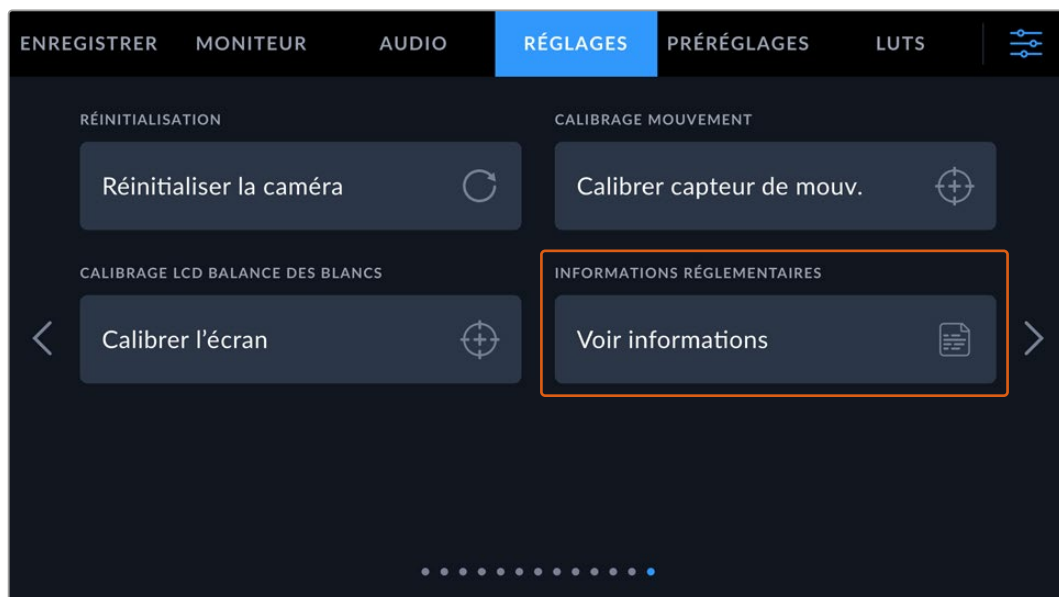 ENREGISTRER MONITEUR AUDIO RÉGLAGES PRÉRÉGLAGES LUTS
RÉINITIALISATION
Réinitialiser la caméra
CALIBRAGE MOUVEMENT
Calibrer capteur de mouv.
CALIBRAGE LCD BALANCE DES BLANCS
Calibrer l’écran
INFORMATIONS RÉGLEMENTAIRES
Voir informations